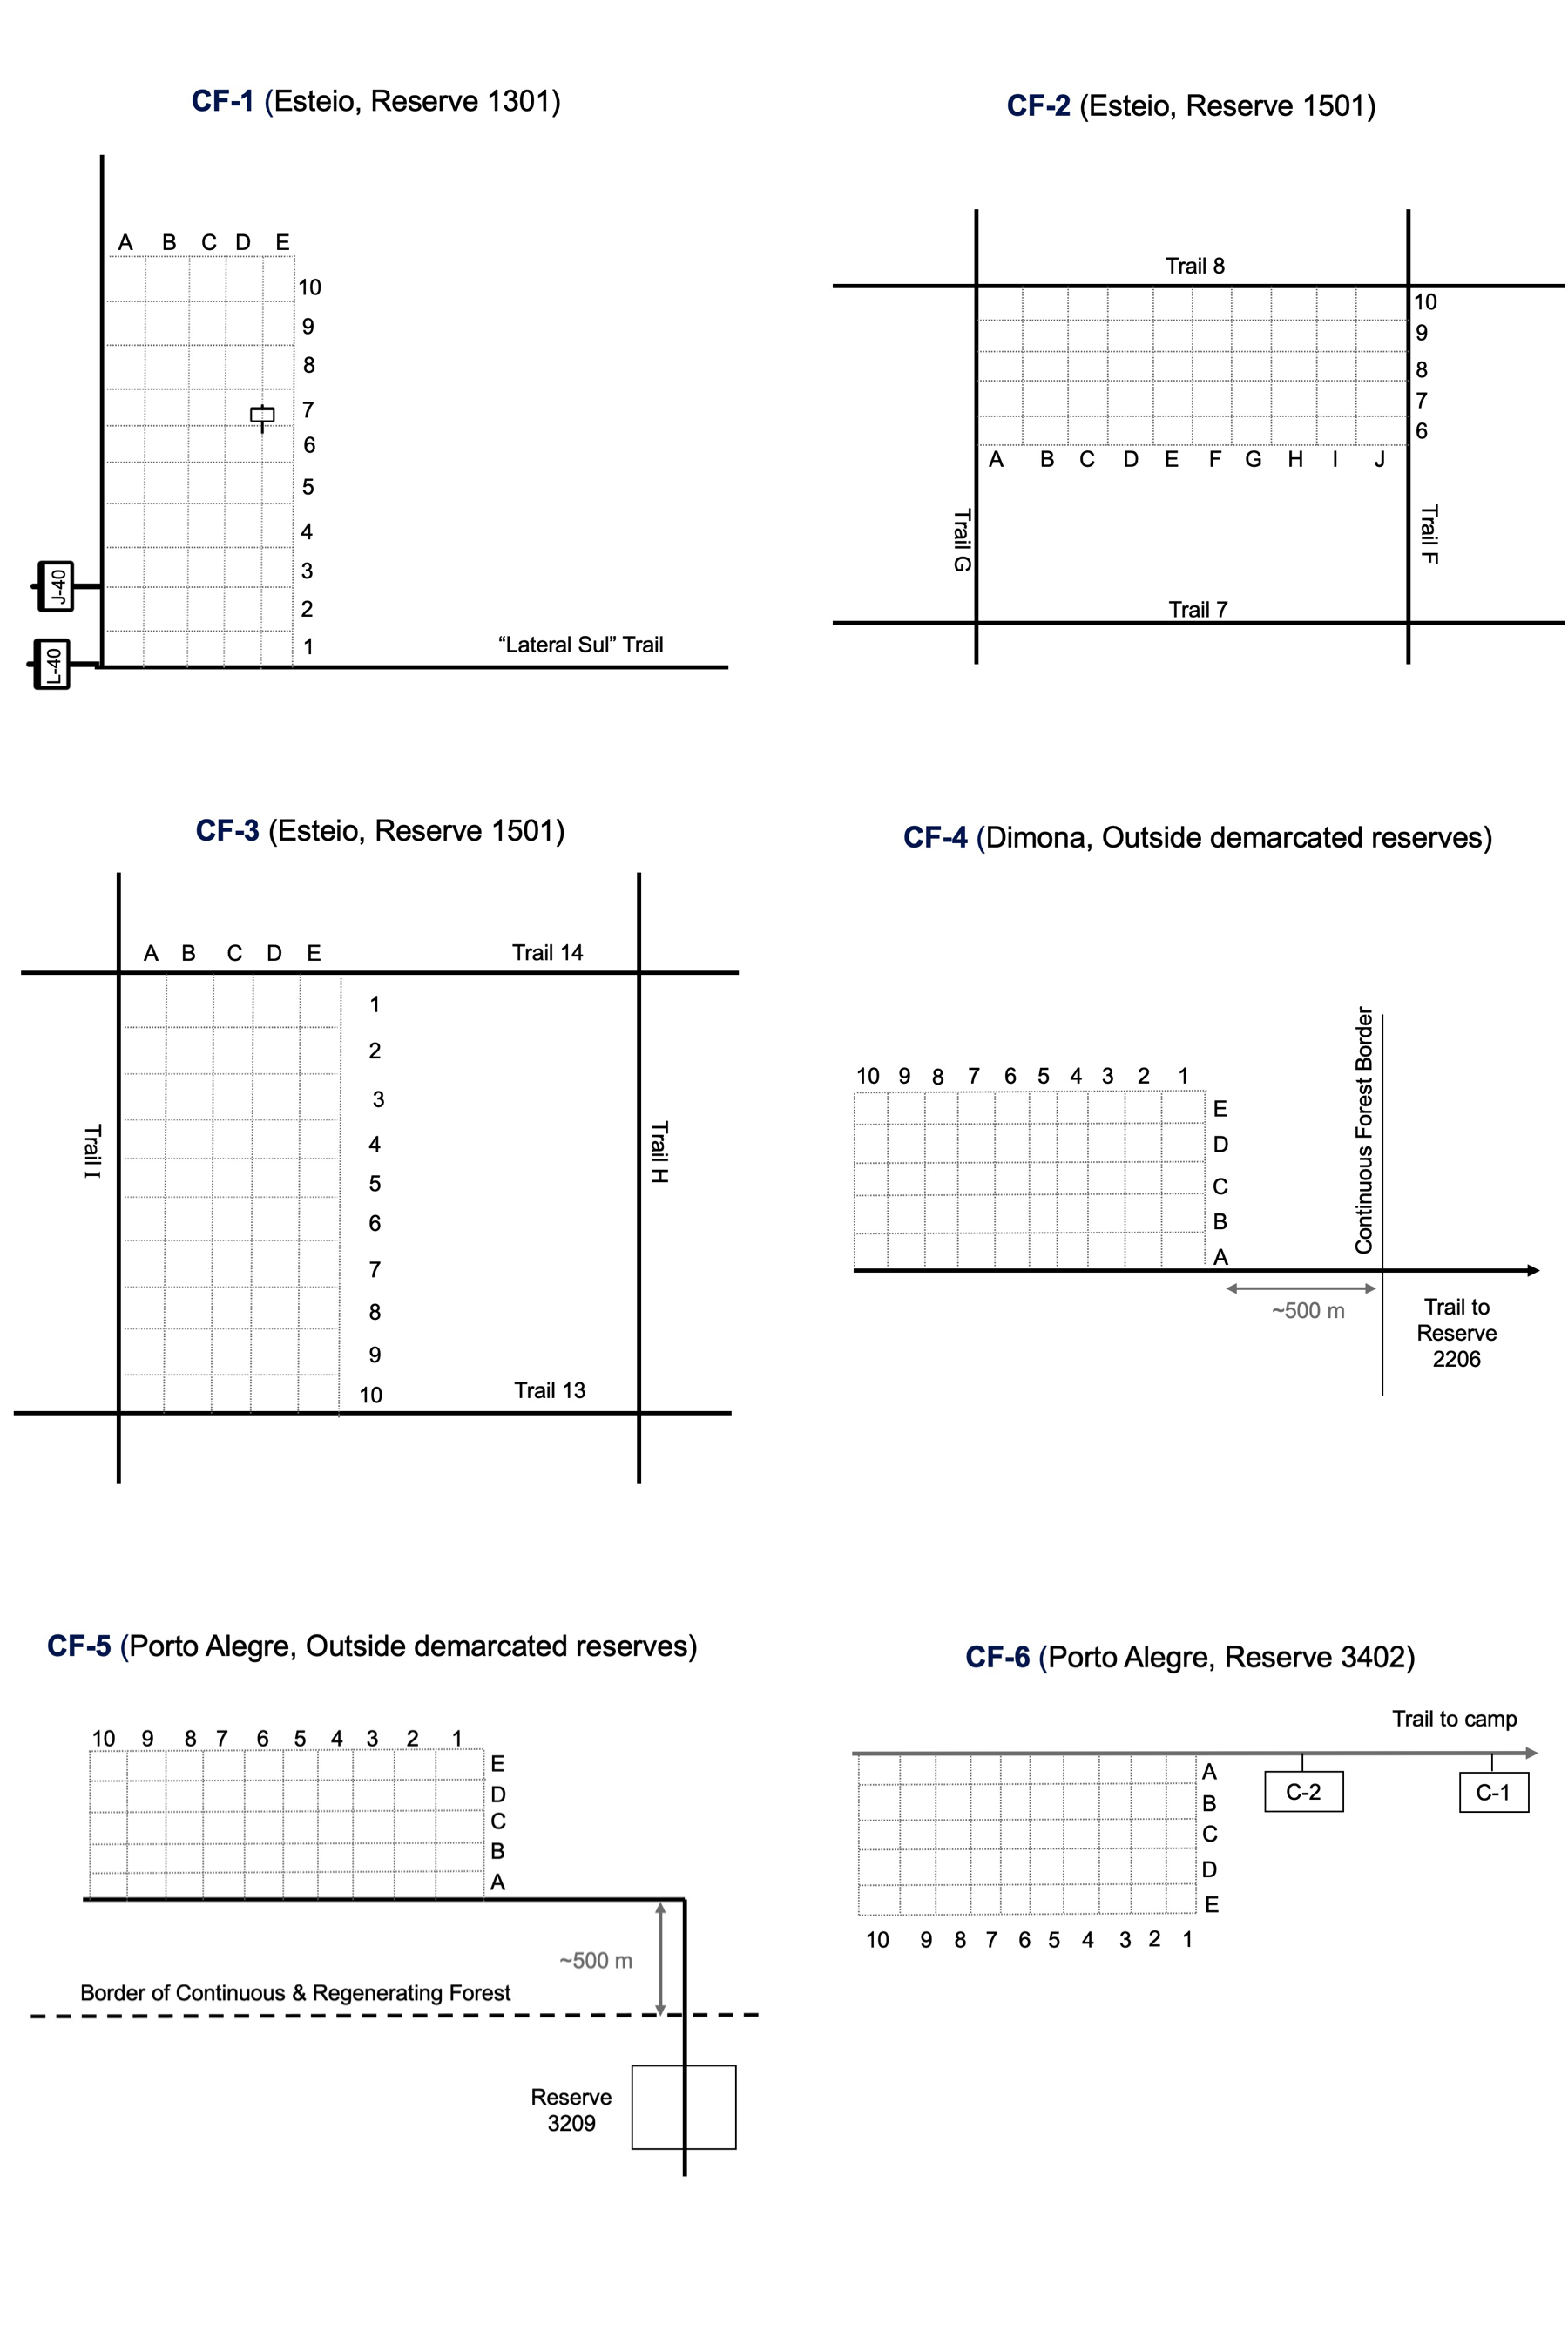 CF-1 (Esteio, Reserve 1301)
A B C D E
10
9
8
7
6
5
4
3
2
1
J-40
L-40
“Lateral Sul” Trail
CF-2 (Esteio, Reserve 1501)
Trail 8
10
9
8
7
6
A B C D E F G H I J
Trail G
Trail F
Trail 7
CF-3 (Esteio, Reserve 1501)
A B C D E
Trail 14
1
2
3
4
5
6
7
8
9
10
Trail I
Trail H
Trail 13
CF-4 (Dimona, Outside demarcated reserves)
Continuous Forest Border
10 9 8 7 6 5 4 3 2 1
E
D
C
B
A
~500 m
Trail to
Reserve
2206
CF-5 (Porto Alegre, Outside demarcated reserves)
10 9 8 7 6 5 4 3 2 1
E
D
C
B
A
~500 m
Border of Continuous & Regenerating Forest
Reserve
3209
CF-6 (Porto Alegre, Reserve 3402)
Trail to camp
A
B
C
D
E
C-2
C-1
10 9 8 7 6 5 4 3 2 1